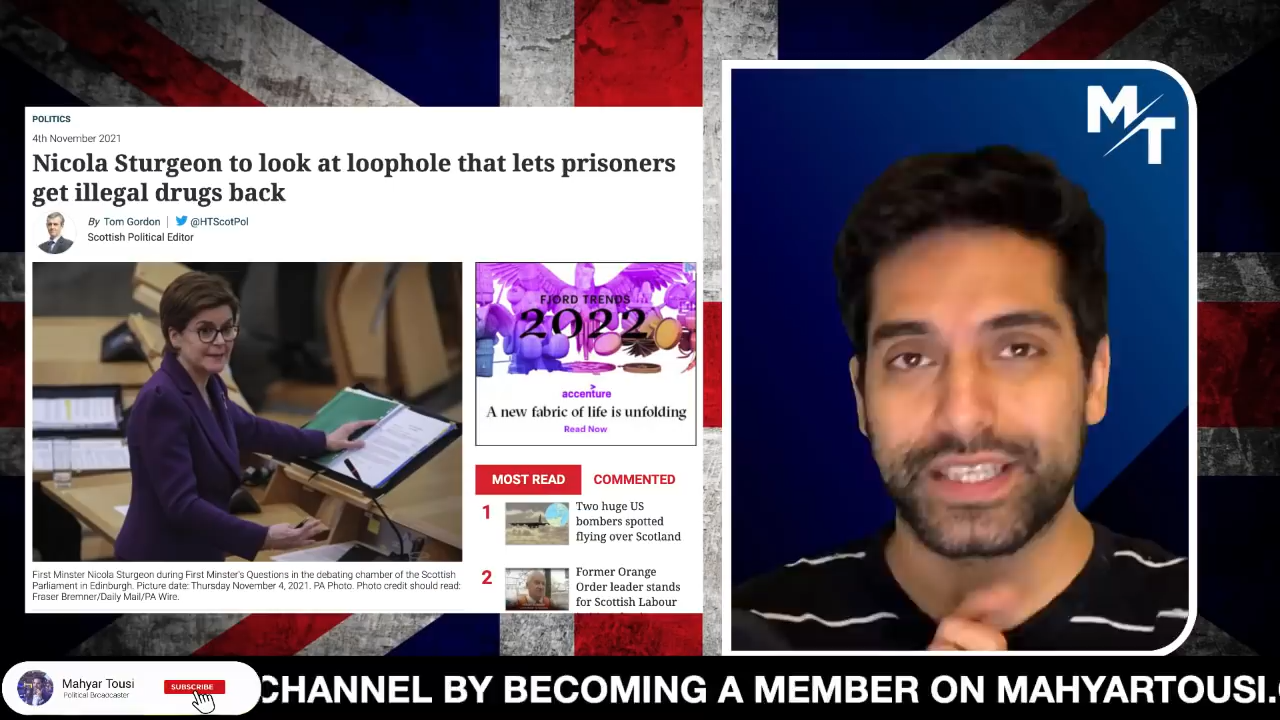 POLITICS
4th November 2021
Nicola Sturgeon to look at loophole that lets prisoners
get illegal drugs back
By Tom Gordon | @HTScotPol
Scottish Political Editor
First Minster Nicola Sturgeon during First Minster's Questions in the debating chamber of the Scottish
Parliament in Edinburgh. Picture date: Thursday November 4, 2021. PA Photo. Photo credit should read:
Fraser Bremner/Daily Mail/PA Wire.
FJORD TRENDS
2022
accenture
A new fabric of life is unfolding
Read Now
MOST READ
COMMENTED
1
Two huge US
bombers spotted
flying over Scotland
2
Former Orange
Order leader stands
for Scottish Labour
M/T
Mahyar Tousi
Political Broadcaster
SUBSCRIBE
CHANNEL BY BECOMING A MEMBER ON MAHYARTOUSI.